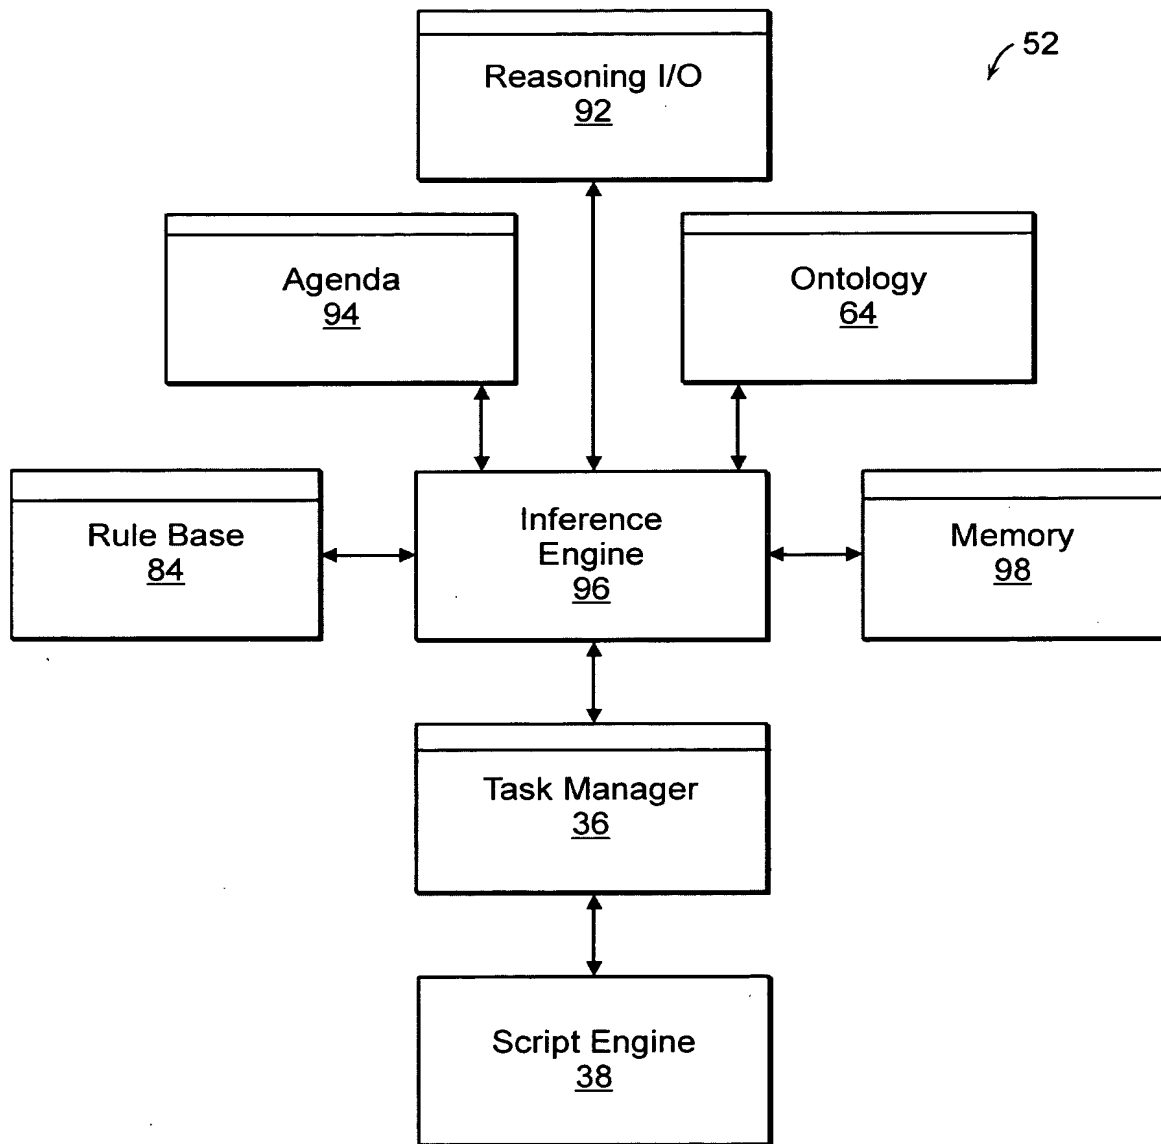 52
Reasoning I/O
92
Agenda
94
Ontology
64
Rule Base
84
Inference
Engine
96
Memory
98
Task Manager
36
Script Engine
38